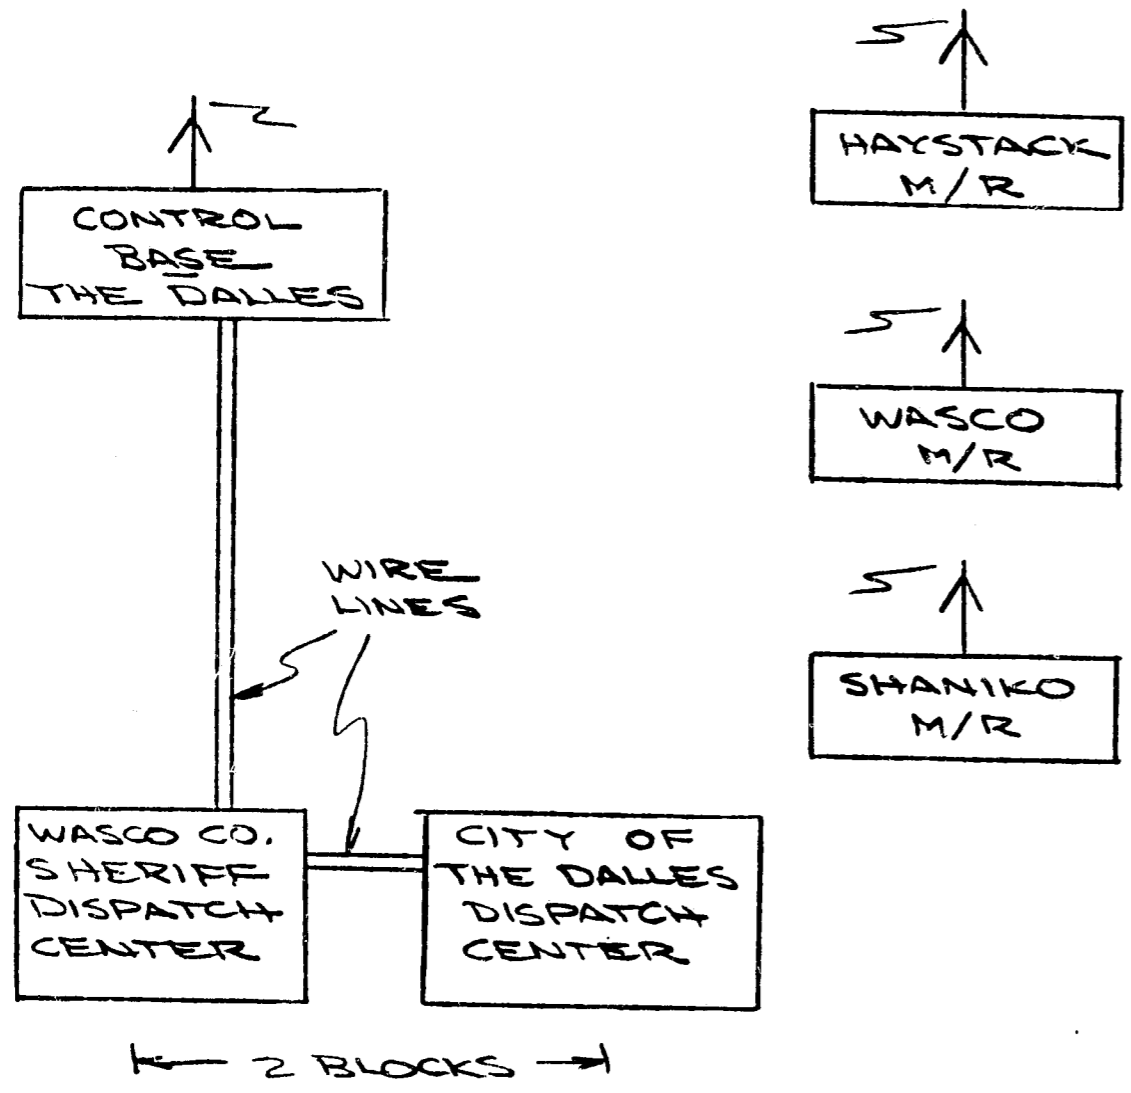 HAYSTACK
M/R
CONTROL
BASE
THE DALLES
WASCO
M/R
WIRE
LINES
SHANIKO
M/R
WASCO CO.
SHERIFF
DISPATCH
CENTER
CITY OF
THE DALLES
DISPATCH
CENTER
2 BLOCKS